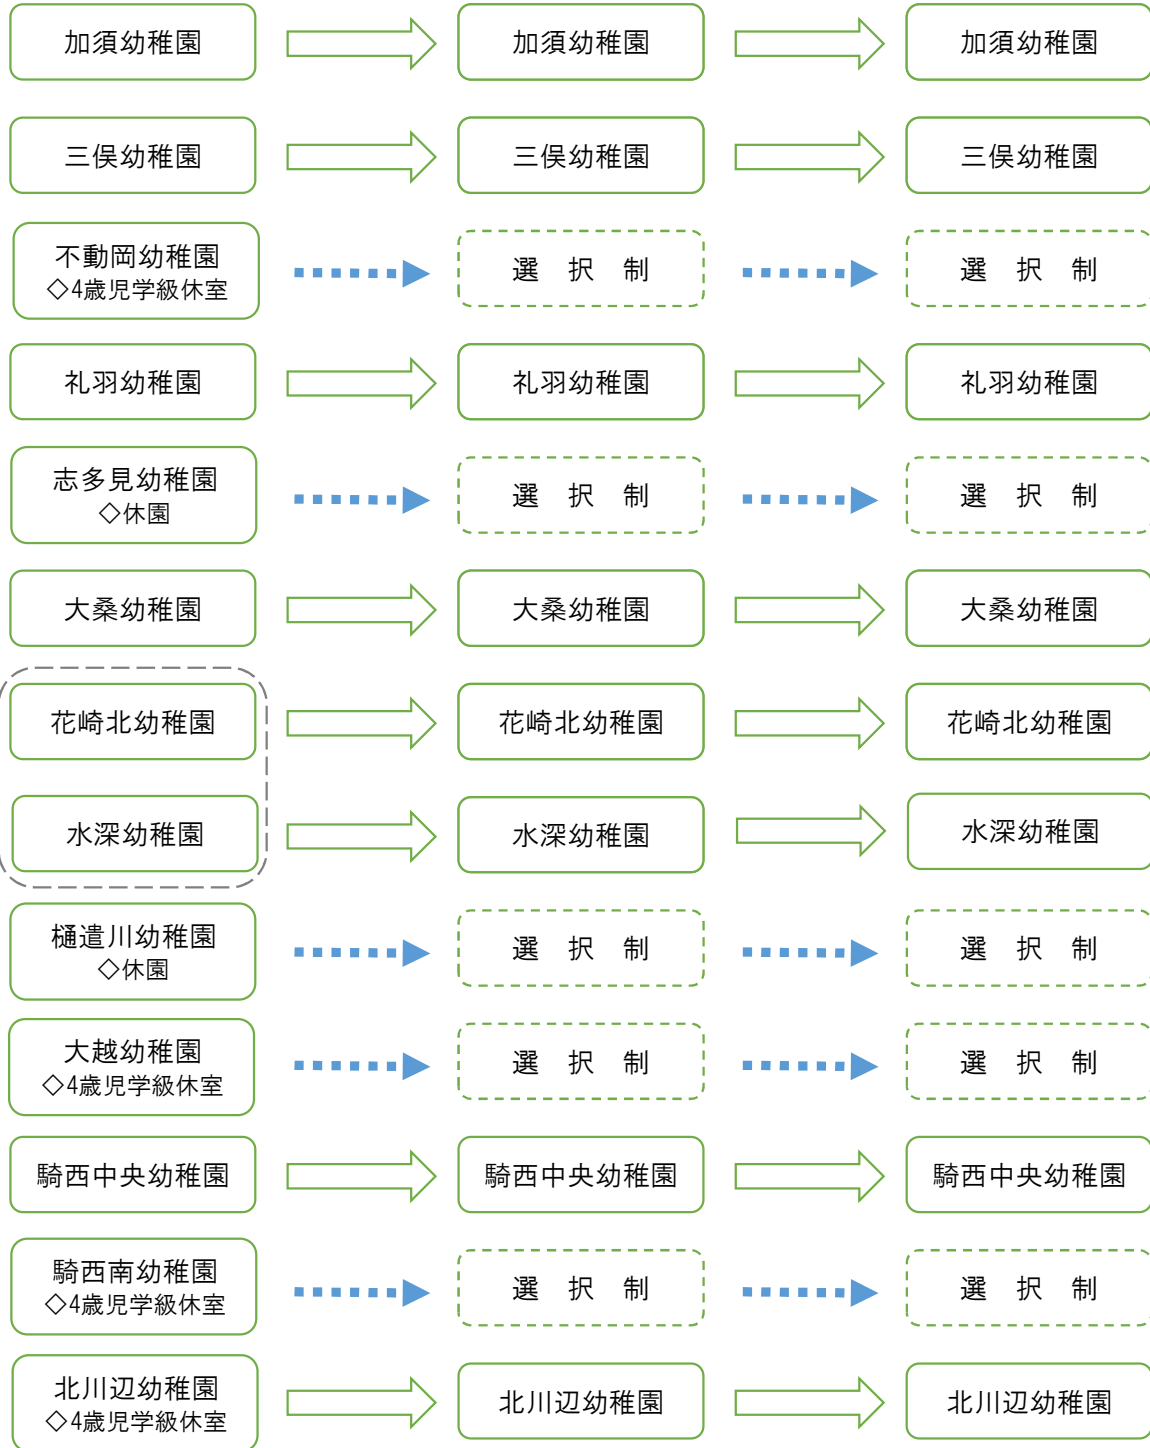 加須幼稚園
加須幼稚園
加須幼稚園
三俣幼稚園
三俣幼稚園
三俣幼稚園
不動岡幼稚園
◇4歳児学級休室
選 択 制
選 択 制
礼羽幼稚園
礼羽幼稚園
礼羽幼稚園
志多見幼稚園
◇休園
選 択 制
選 択 制
大桑幼稚園
大桑幼稚園
大桑幼稚園
花崎北幼稚園
花崎北幼稚園
花崎北幼稚園
水深幼稚園
水深幼稚園
水深幼稚園
樋遣川幼稚園
◇休園
選 択 制
選 択 制
大越幼稚園
◇4歳児学級休室
選 択 制
選 択 制
騎西中央幼稚園
騎西中央幼稚園
騎西中央幼稚園
騎西南幼稚園
◇4歳児学級休室
選 択 制
選 択 制
北川辺幼稚園
◇4歳児学級休室
北川辺幼稚園
北川辺幼稚園